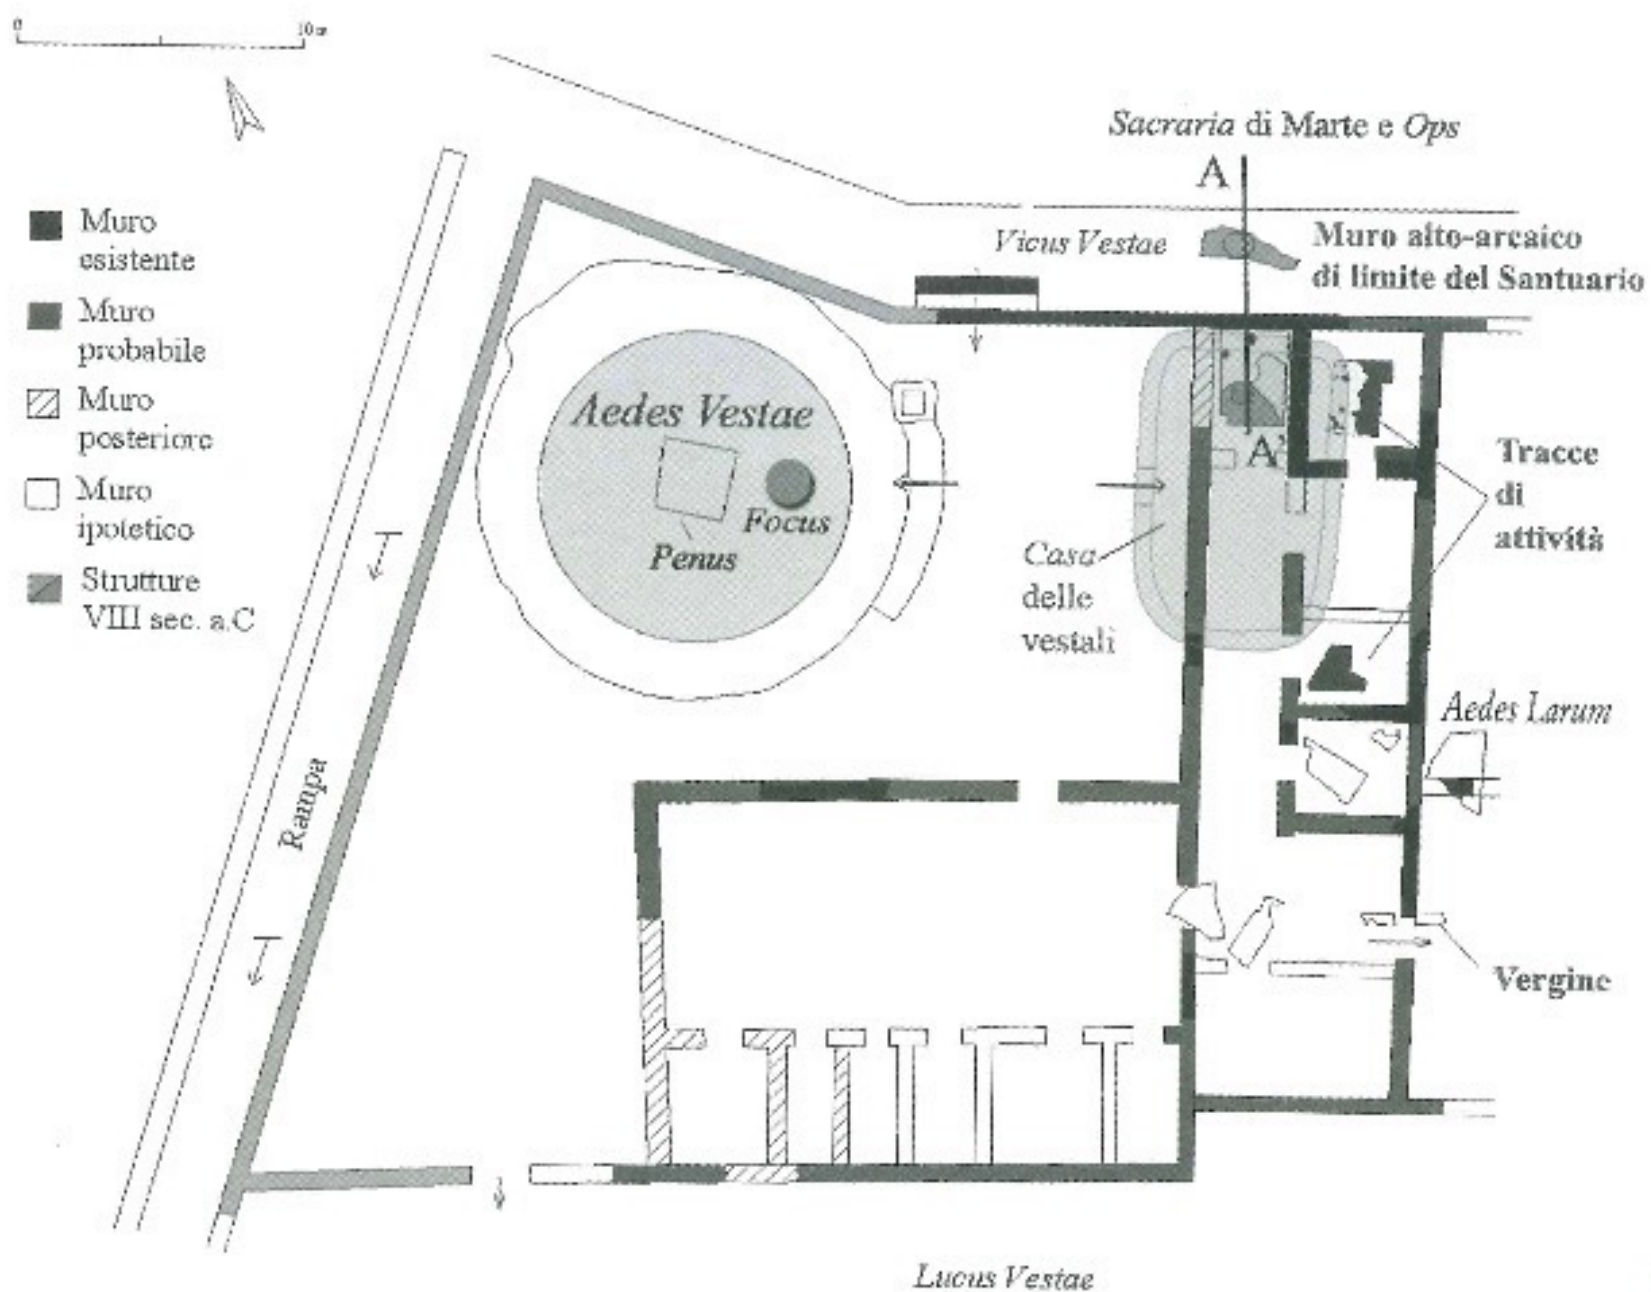 0 10 m
Sacraria di Marte e Ops
A
Muro
esistente
Muro
probabile
Muro
posteriore
Muro
ipotetico
Strutture
VIII sec. a.C
Vicus Vestae
Muro alto-arcaico
di limite del Santuario
Aedes Vestae
Focus
Penus
A'
Casa
delle
vestali
Tracce
di
attività
Aedes Larum
Rampa
Vergine
Lucus Vestae